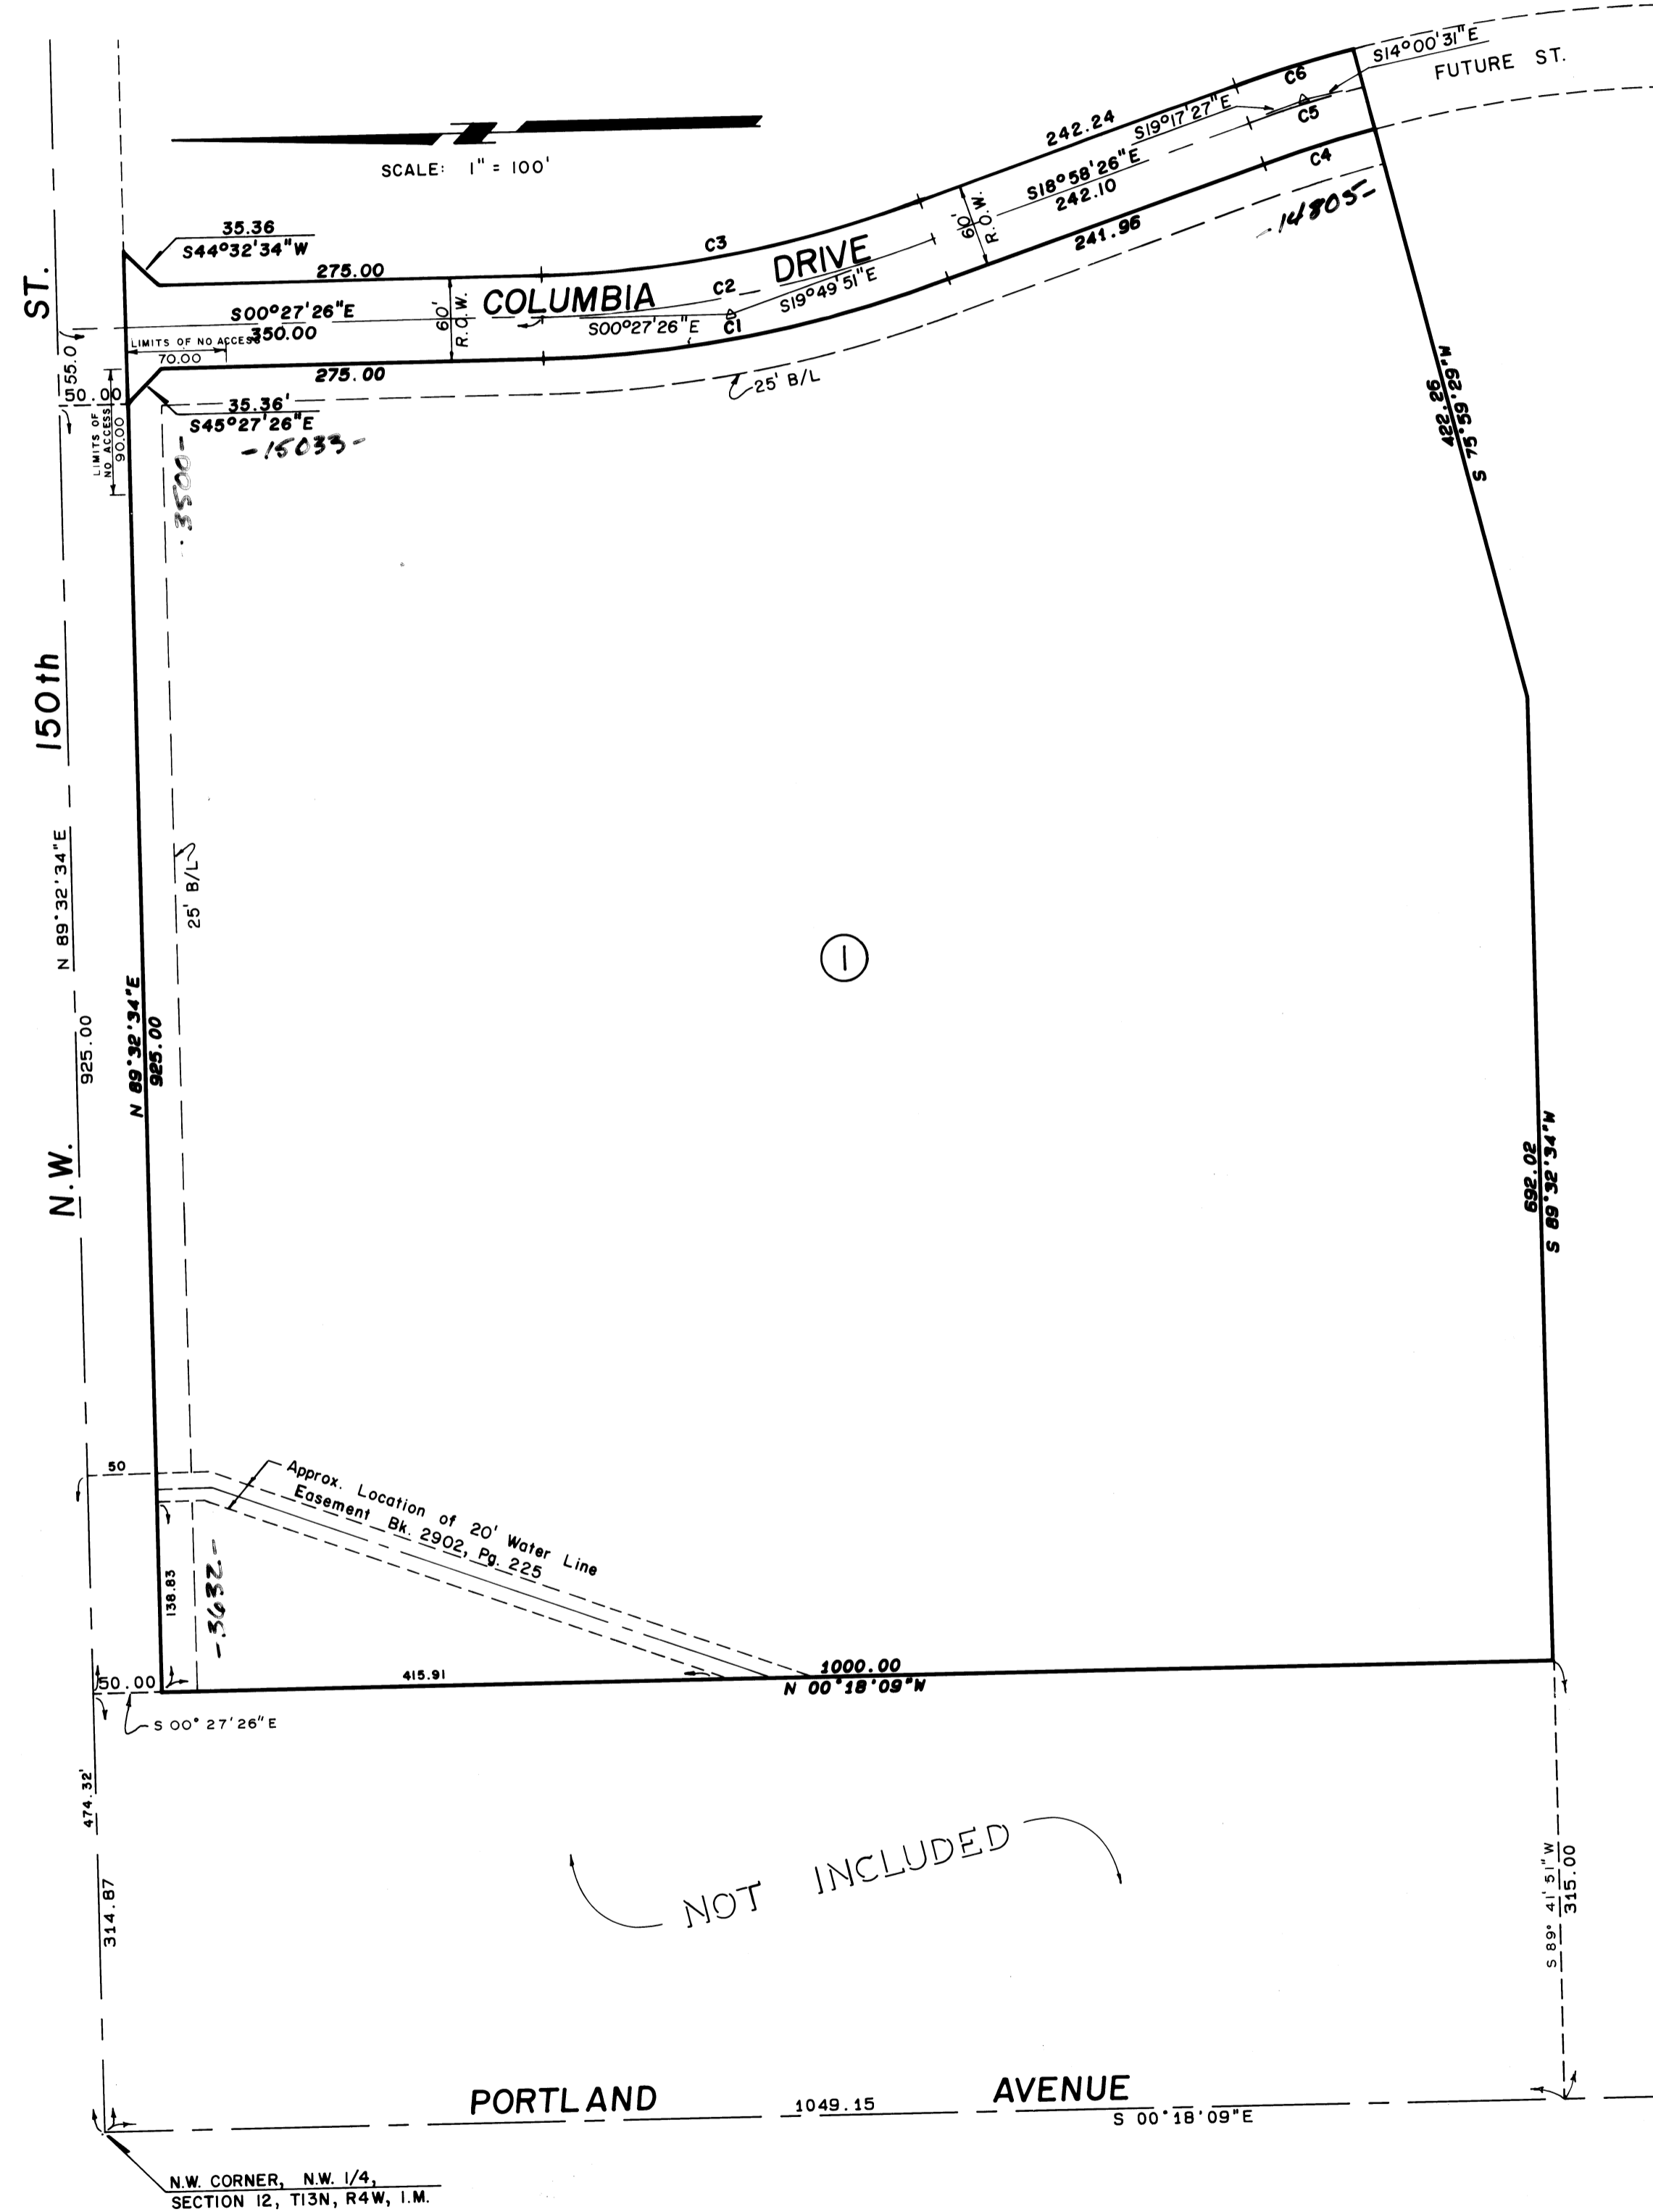 S14°00'31"E
FUTURE ST.
C6
C5
C4
S19°17'27"E
242.24
S18°58'26"E
242.10
241.96
-14805-
SCALE: 1" = 100'
35.36
S44°32'34"W
275.00
C3
60'
R.O.W.
COLUMBIA DRIVE
C2
S19°49'51"E
S00°27'26"E
350.00
60'
R.O.W.
S00°27'26"E
C1
LIMITS OF NO ACCESS
70.00
275.00
25' B/L
155.0
50.00
LIMITS OF
NO ACCESS
90.00
35.36'
S45°27'26"E
-15033-
3500-
422.26
S 75°59'29"W
N.W. 150th ST.
N 89°32'34"E
925.00
N 89°32'34"E
925.00
25' B/L
1
692.02
S 89°32'34"W
50
Approx. Location of 20' Water Line
Easement Bk. 2902, Pg. 225
138.83
-3632-
50.00
415.91
1000.00
N 00°18'09"W
S 00°27'26"E
474.32'
314.87
NOT INCLUDED
S 89°41'51"W
315.00
PORTLAND AVENUE
1049.15
S 00°18'09"E
N.W. CORNER, N.W. 1/4,
SECTION 12, T13N, R4W, I.M.